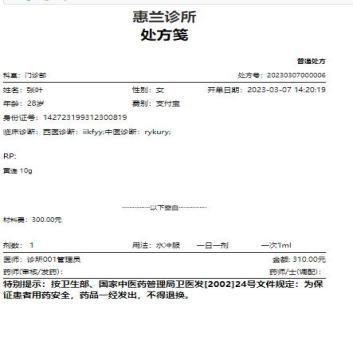 惠兰诊所
处方笺
普通处方
科室：门诊部 处方号：20230307000006
姓名：张叶 性别：女 开单日期：2023-03-07 14:20:19
年龄：28岁 费别：支付宝
身份证号：142723199312300819
临床诊断：西医诊断：iikfyy;中医诊断：rykury;
RP:
黄连 10g
-----------以下空白-----------
材料费：300.00元
剂数：1 用法：水冲服 一日一剂 一次1ml
医师：诊所001管理员 金额：310.00元
药师(审核/发药)： 药师/士(调配)：
特别提示：按卫生部、国家中医药管理局卫医发[2002]24号文件规定：为保
证患者用药安全，药品一经发出，不得退换。